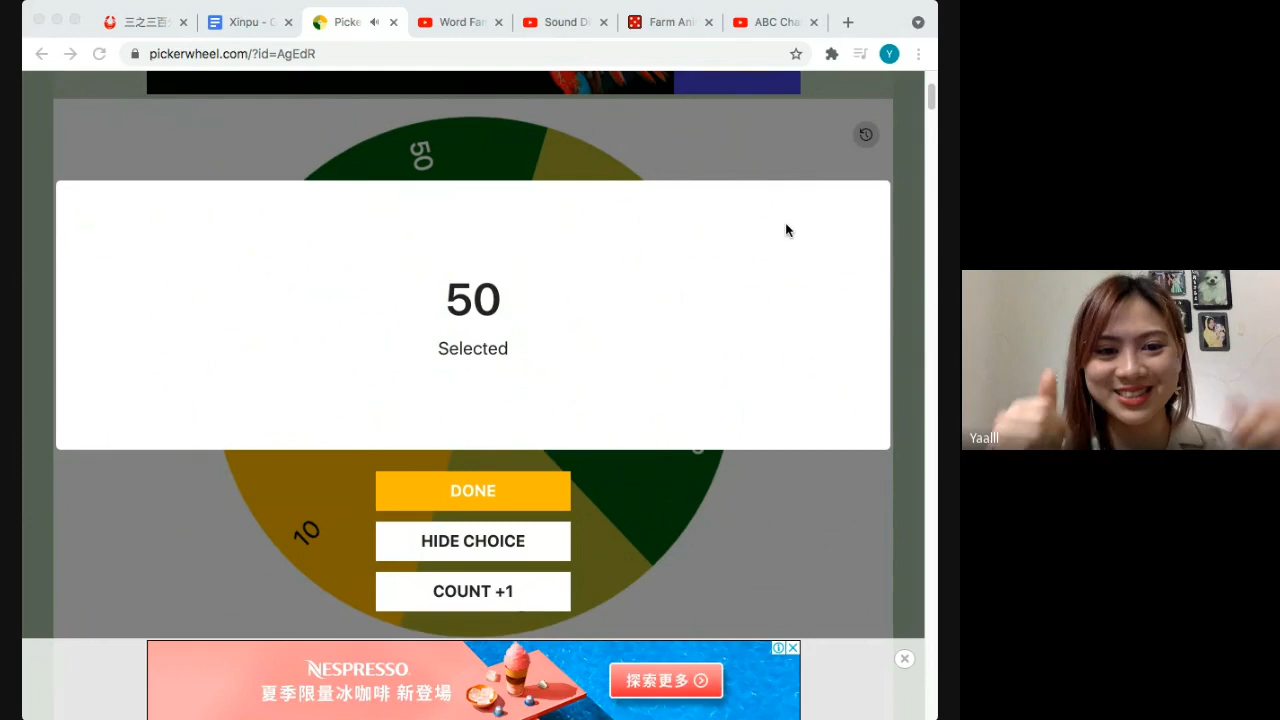 三之三百
Xinpu - G
Picke
Word Fan
Sound Di
Farm Ani
ABC Cha
pickerwheel.com/?id=AgEdR
Y
50
50
Selected
10
DONE
HIDE CHOICE
COUNT +1
Yaalll
NESPRESSO.
夏季限量冰咖啡 新登場
探索更多